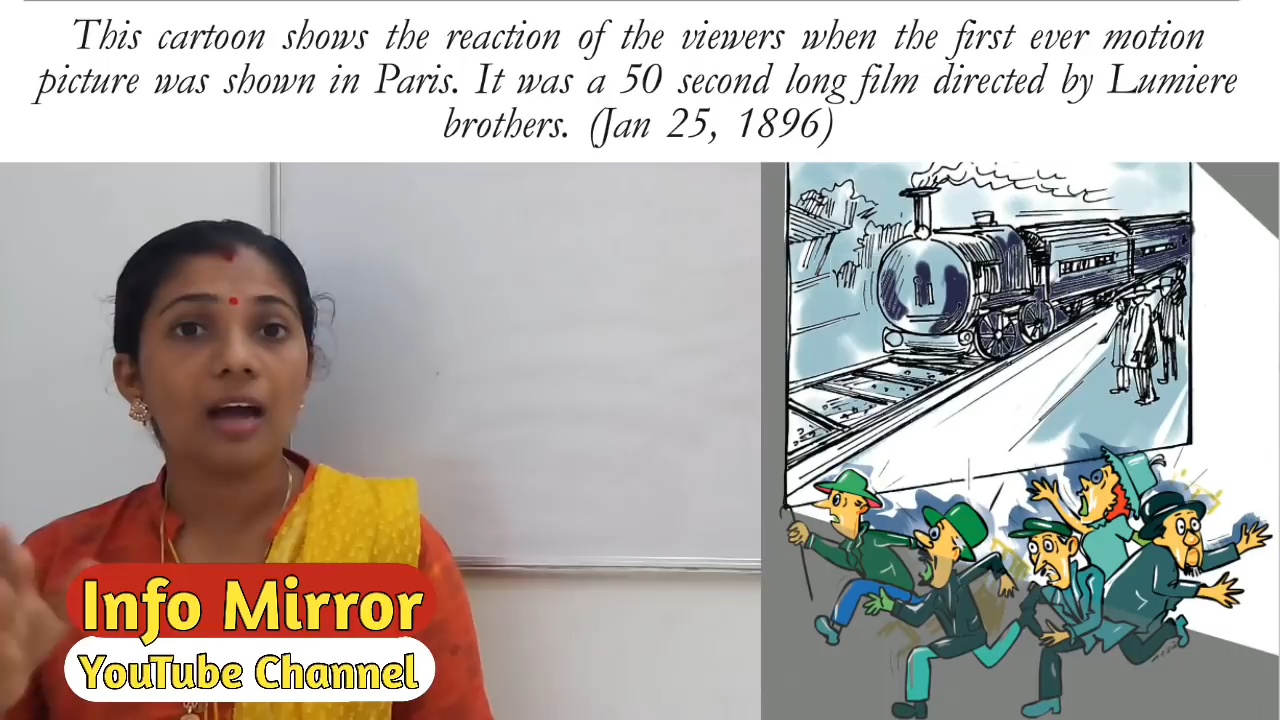 This cartoon shows the reaction of the viewers when the first ever motion
picture was shown in Paris. It was a 50 second long film directed by Lumiere
brothers. (Jan 25, 1896)
Info Mirror
YouTube Channel